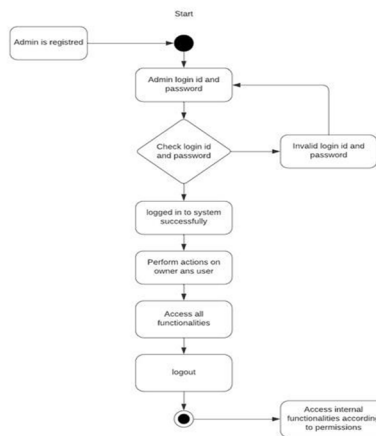 Start
Admin is registred
Admin login id and
password
Check login id
and password
Invalid login id and
password
logged in to system
successfully
Perform actions on
owner ans user
Access all
functionalities
logout
Access internal
functionalities according
to permissions